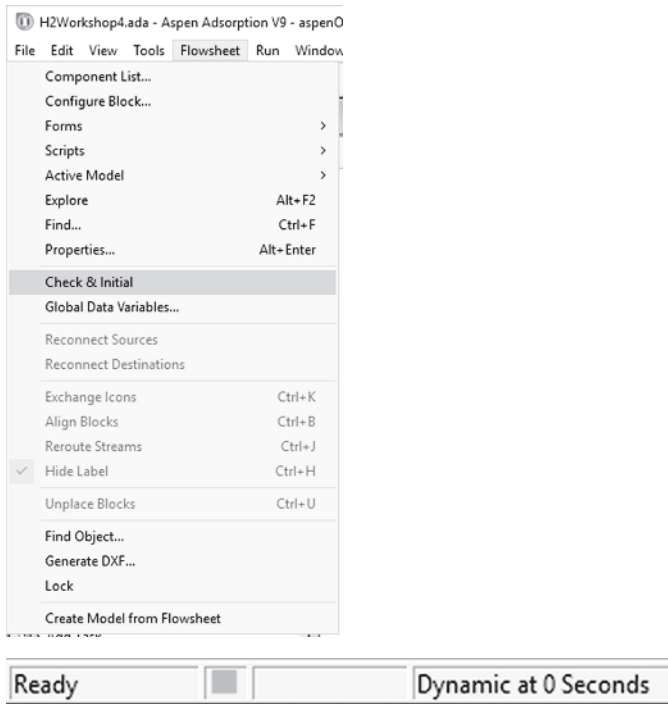 H2Workshop4.ada - Aspen Adsorption V9 - aspenO
File Edit View Tools Flowsheet Run Window
Component List...
Configure Block...
Forms >
Scripts >
Active Model >
Explore Alt+F2
Find... Ctrl+F
Properties... Alt+Enter
Check & Initial
Global Data Variables...
Reconnect Sources
Reconnect Destinations
Exchange Icons Ctrl+K
Align Blocks Ctrl+B
Reroute Streams Ctrl+J
Hide Label Ctrl+H
Unplace Blocks Ctrl+U
Find Object...
Generate DXF...
Lock
Create Model from Flowsheet
Ready Dynamic at 0 Seconds